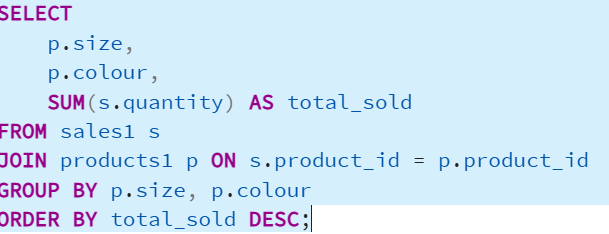 SELECT
p.size,
p.colour,
SUM(s.quantity) AS total_sold
FROM sales1 s
JOIN products1 p ON s.product_id = p.product_id
GROUP BY p.size, p.colour
ORDER BY total_sold DESC;